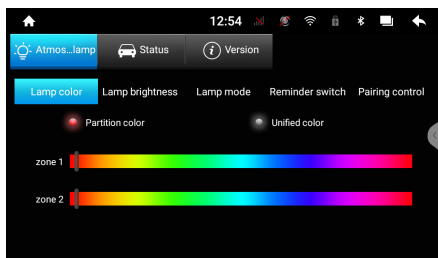 12:54
Atmos...lamp Status i Version
Lamp color Lamp brightness Lamp mode Reminder switch Pairing control
Partition color Unified color
zone 1
zone 2